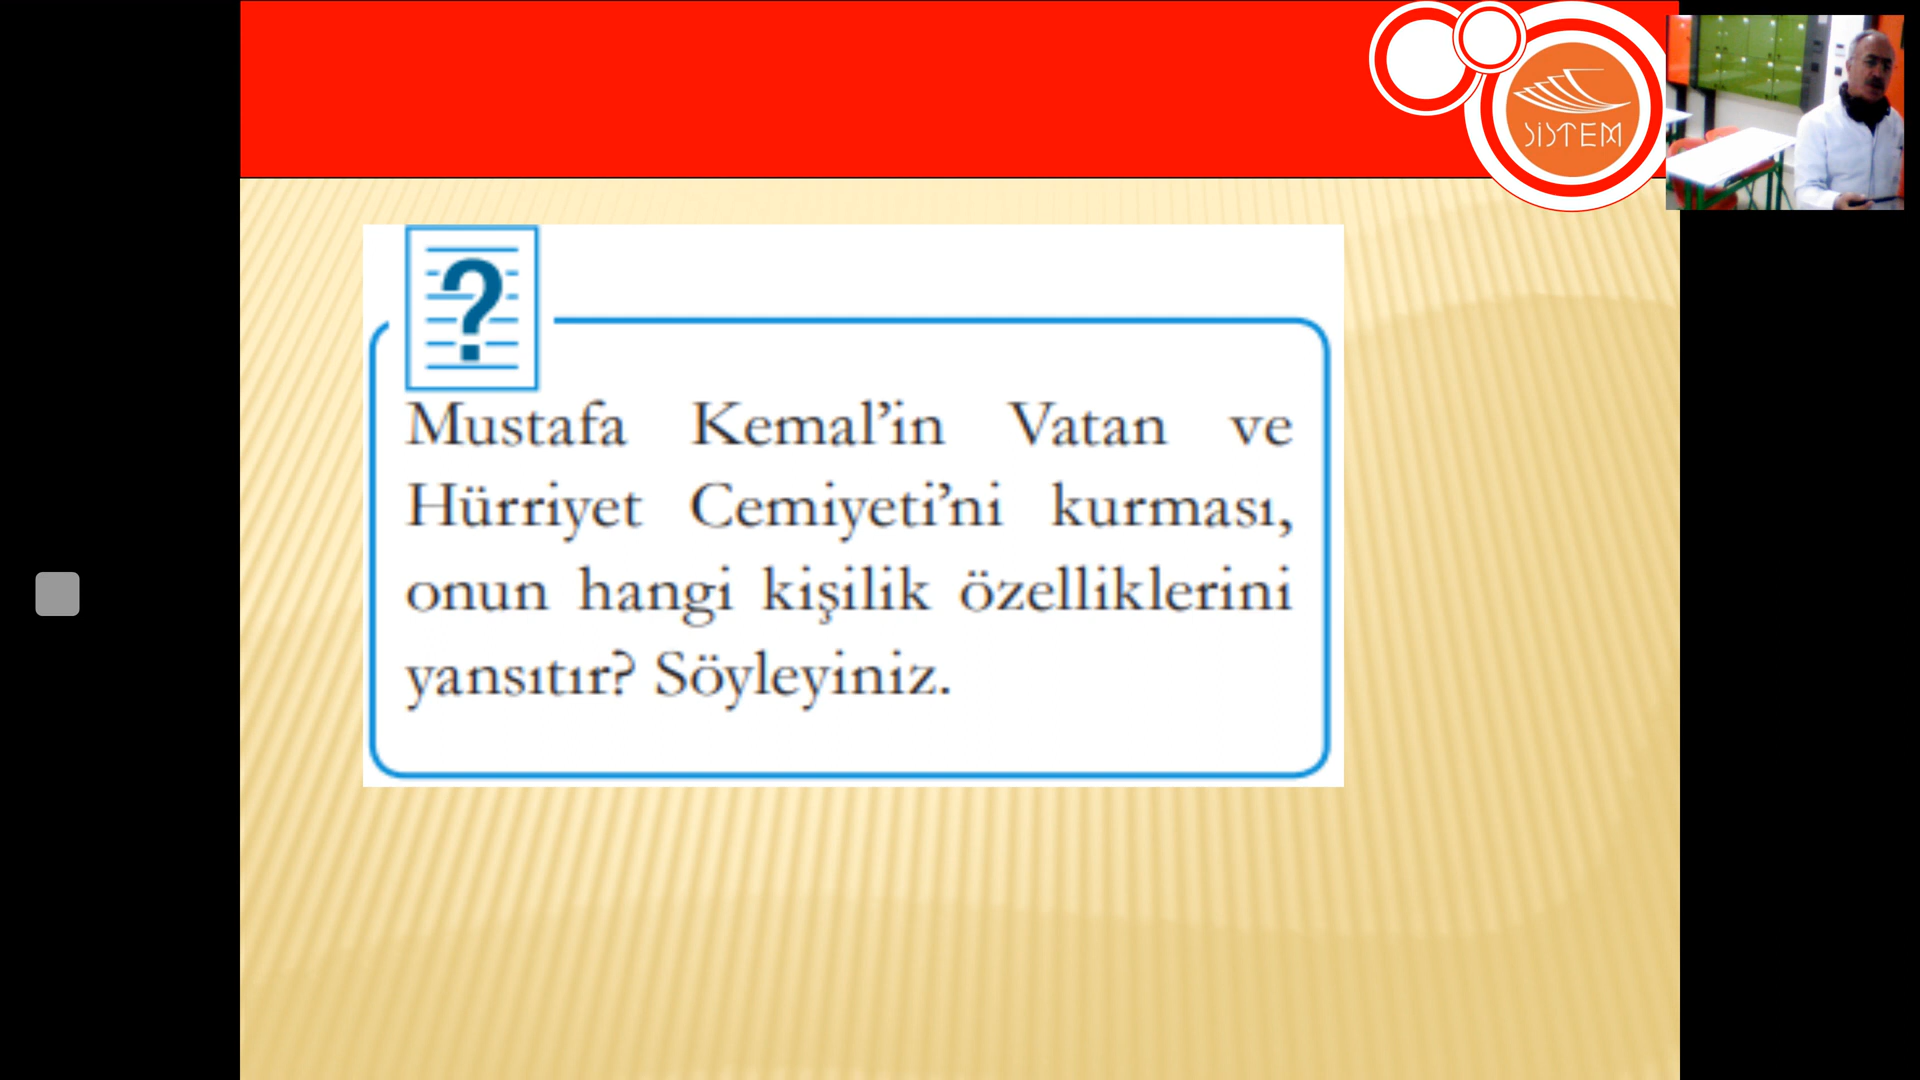 SİSTEM
?
Mustafa Kemal’in Vatan ve
Hürriyet Cemiyeti’ni kurması,
onun hangi kişilik özelliklerini
yansıtır? Söyleyiniz.